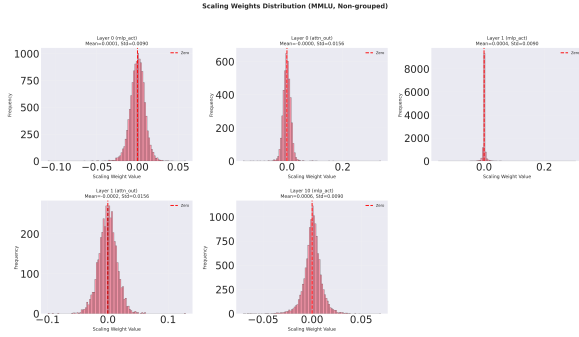 Scaling Weights Distribution (MMLU, Non-grouped)
Layer 0 (mlp_act)
Mean=0.0001, Std=0.0090
Zero
1000
750
500
250
0
−0.10
−0.05
0.00
0.05
Frequency
Scaling Weight Value
Layer 0 (attn_out)
Mean=-0.0000, Std=0.0156
Zero
600
400
200
0
0.0
0.2
Frequency
Scaling Weight Value
Layer 1 (mlp_act)
Mean=0.0004, Std=0.0090
Zero
8000
6000
4000
2000
0
0.0
0.2
Frequency
Scaling Weight Value
Layer 1 (attn_out)
Mean=-0.0002, Std=0.0156
Zero
200
100
0
−0.1
0.0
0.1
Frequency
Scaling Weight Value
Layer 10 (mlp_act)
Mean=0.0006, Std=0.0090
Zero
1000
750
500
250
0
−0.05
0.00
0.05
Frequency
Scaling Weight Value